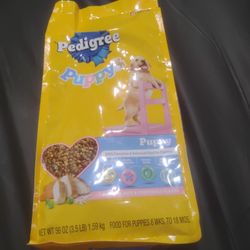 Pedigree
Puppy
Puppy
NET WT 56 OZ (3.5 LB) 1.59 kg FOOD FOR PUPPIES 6 WKS. TO 18 MOS.